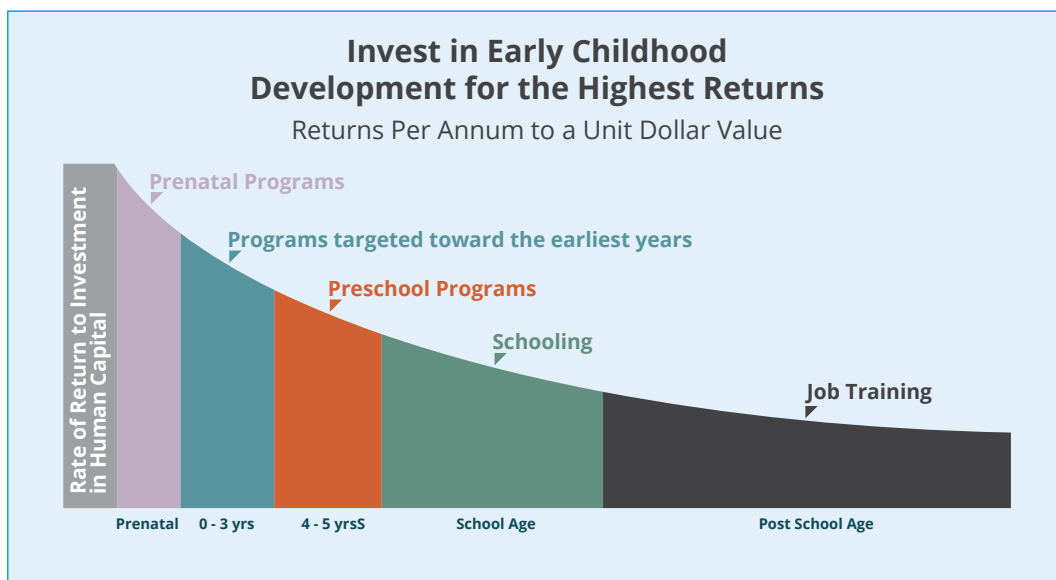 Invest in Early Childhood
Development for the Highest Returns
Returns Per Annum to a Unit Dollar Value
Rate of Return to Investment
in Human Capital
Prenatal Programs
Programs targeted toward the earliest years
Preschool Programs
Schooling
Job Training
Prenatal
0 - 3 yrs
4 - 5 yrsS
School Age
Post School Age